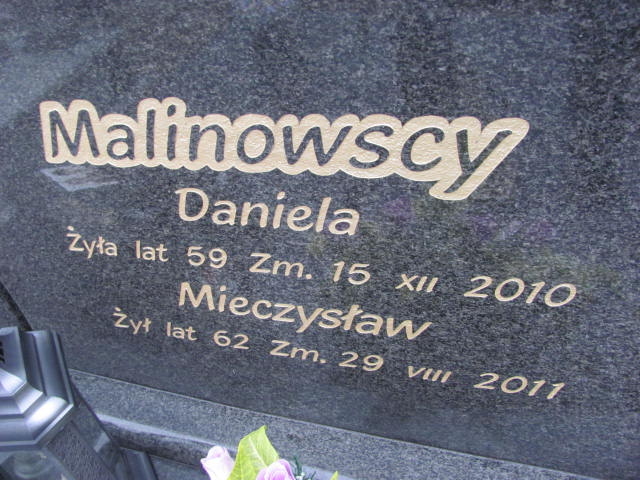 Malinowscy
Daniela
Żyła lat 59 Zm. 15 XII 2010
Mieczysław
Żył lat 62 Zm. 29 VIII 2011